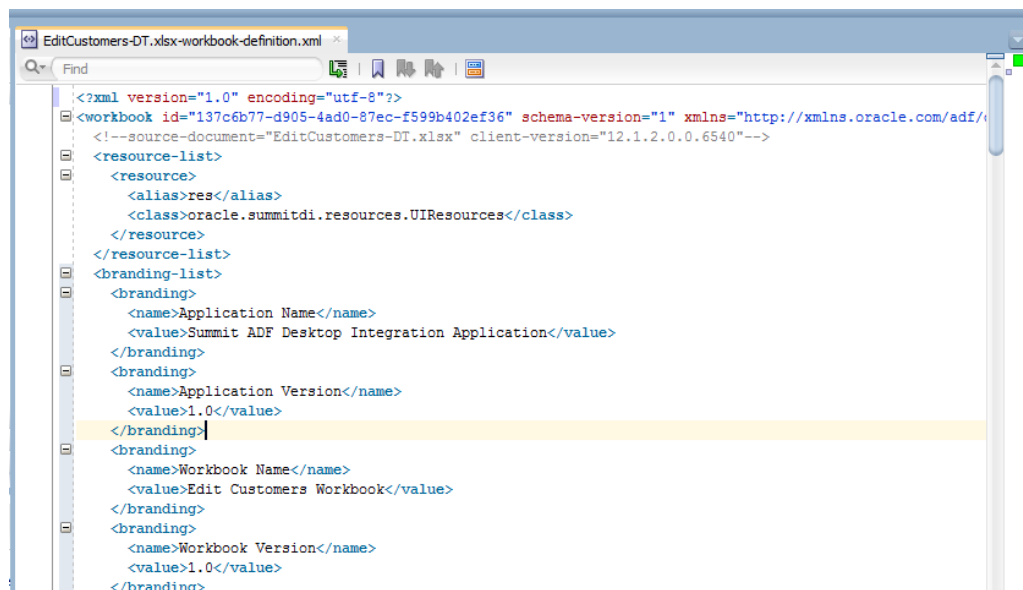 EditCustomers-DT.xlsx-workbook-definition.xml
Find
<?xml version="1.0" encoding="utf-8"?>
<workbook id="137c6b77-d905-4ad0-87ec-f599b402ef36" schema-version="1" xmlns="http://xmlns.oracle.com/adf/
<!--source-document="EditCustomers-DT.xlsx" client-version="12.1.2.0.0.6540"-->
<resource-list>
<resource>
<alias>res</alias>
<class>oracle.summitdi.resources.UIResources</class>
</resource>
</resource-list>
<branding-list>
<branding>
<name>Application Name</name>
<value>Summit ADF Desktop Integration Application</value>
</branding>
<branding>
<name>Application Version</name>
<value>1.0</value>
</branding>
<branding>
<name>Workbook Name</name>
<value>Edit Customers Workbook</value>
</branding>
<branding>
<name>Workbook Version</name>
<value>1.0</value>
</branding>